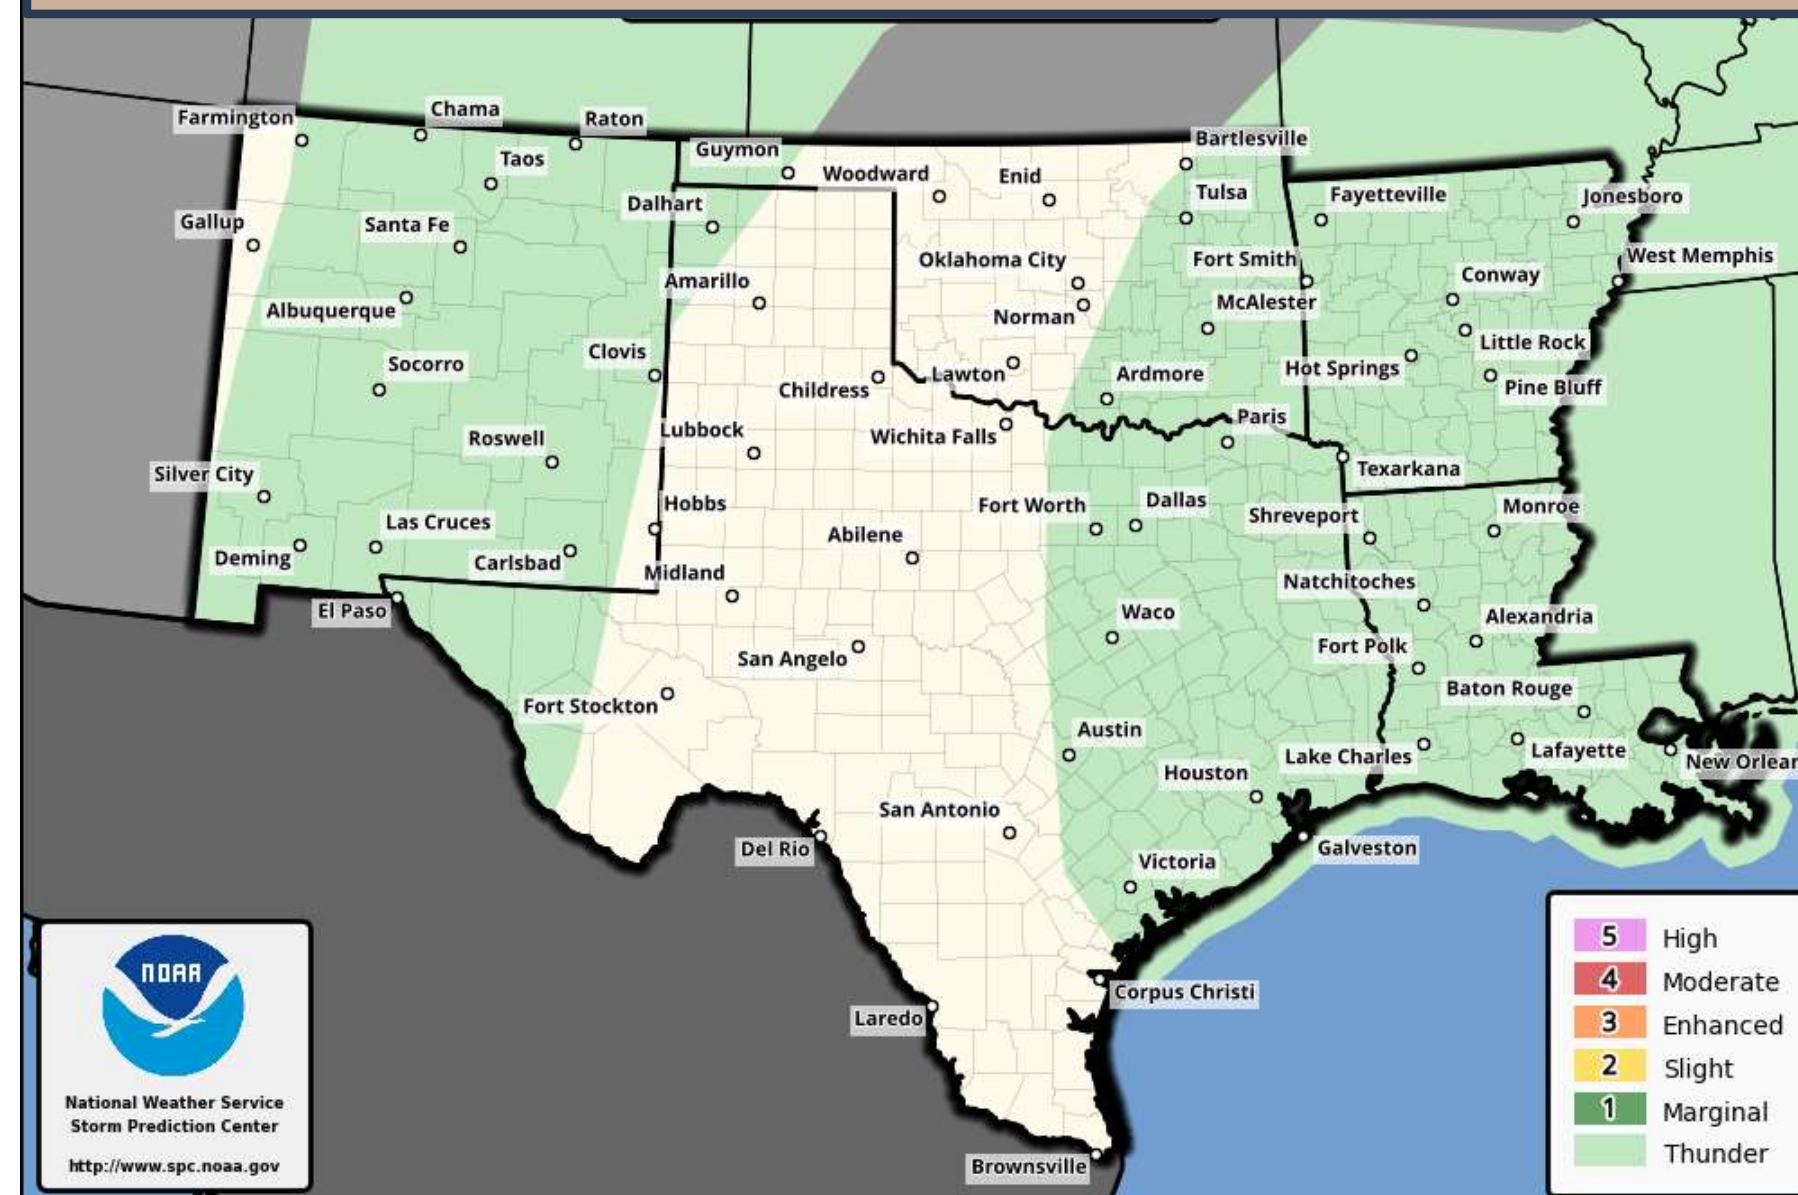 Farmington
Chama
Raton
Guymon
Bartlesville
Taos
Woodward
Enid
Tulsa
Fayetteville
Jonesboro
Dalhart
Gallup
Santa Fe
Oklahoma City
Fort Smith
West Memphis
Amarillo
Conway
Albuquerque
Norman
McAlester
Little Rock
Clovis
Socorro
Childress
Lawton
Ardmore
Hot Springs
Pine Bluff
Paris
Lubbock
Wichita Falls
Roswell
Texarkana
Silver City
Hobbs
Fort Worth
Dallas
Shreveport
Monroe
Las Cruces
Abilene
Deming
Carlsbad
Midland
Natchitoches
El Paso
Waco
Alexandria
San Angelo
Fort Polk
Fort Stockton
Baton Rouge
Austin
Lake Charles
Lafayette
New Orlean
Houston
San Antonio
Del Rio
Galveston
Victoria
Corpus Christi
Laredo
Brownsville
NOAA
National Weather Service
Storm Prediction Center
http://www.spc.noaa.gov
5 High
4 Moderate
3 Enhanced
2 Slight
1 Marginal
Thunder